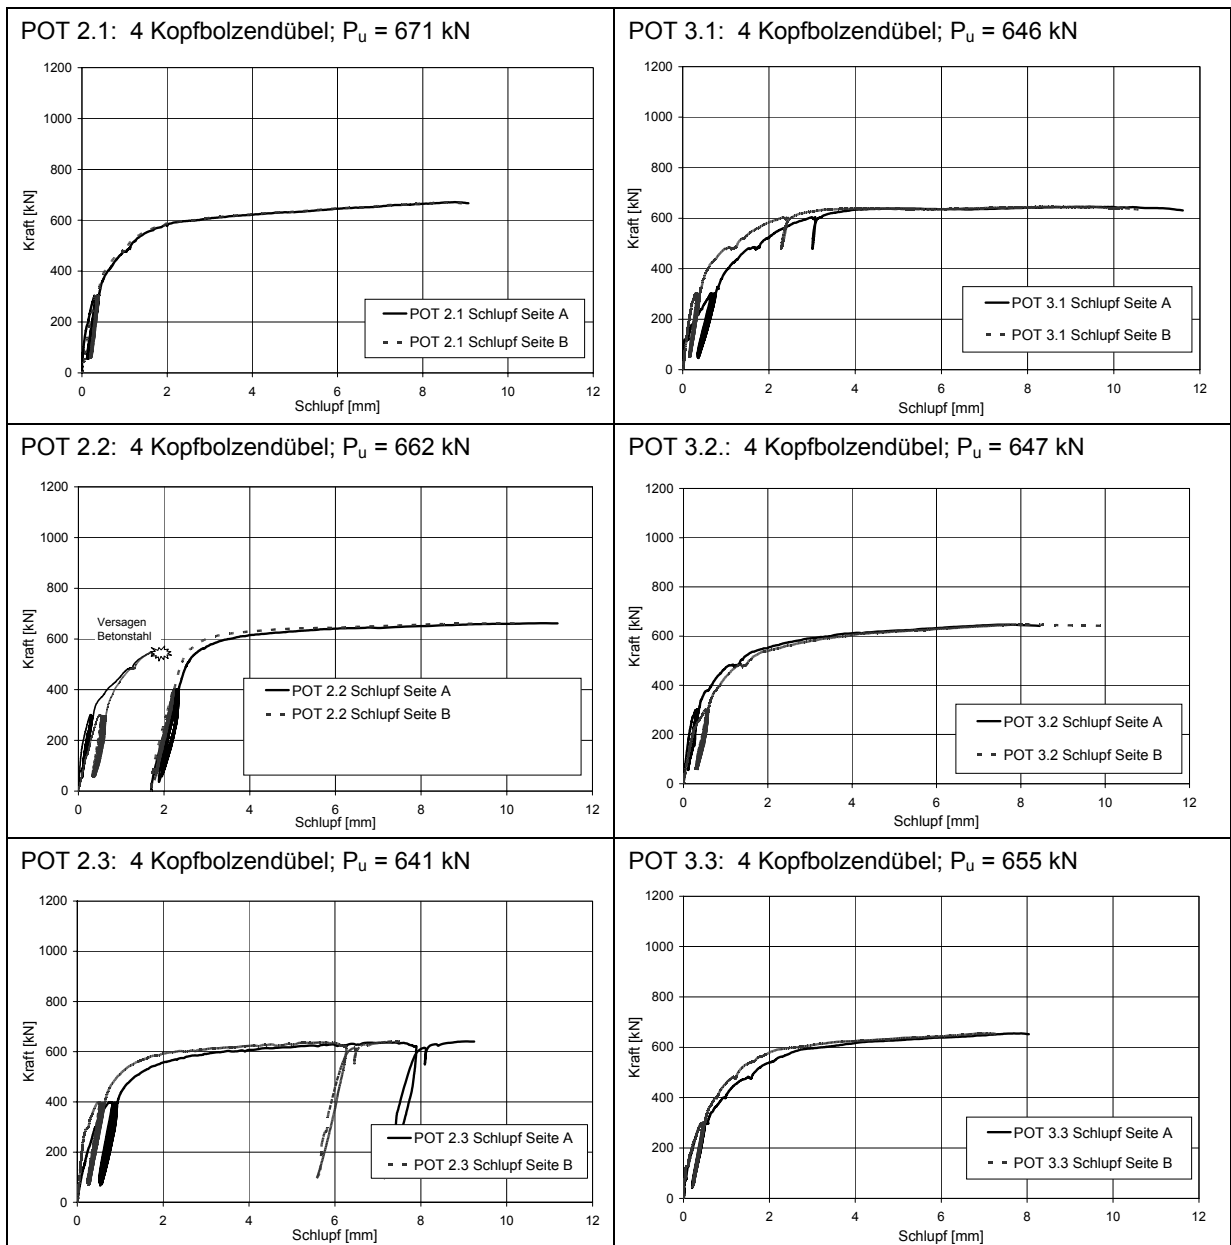 POT 2.1: 4 Kopfbolzendübel; Pu = 671 kN
1200
1000
800
600
400
200
0
Kraft [kN]
POT 2.1 Schlupf Seite A
POT 2.1 Schlupf Seite B
0 2 4 6 8 10 12
Schlupf [mm]
POT 3.1: 4 Kopfbolzendübel; Pu = 646 kN
1200
1000
800
600
400
200
0
Kraft [kN]
POT 3.1 Schlupf Seite A
POT 3.1 Schlupf Seite B
0 2 4 6 8 10 12
Schlupf [mm]
POT 2.2: 4 Kopfbolzendübel; Pu = 662 kN
1200
1000
800
600
400
200
0
Kraft [kN]
Versagen
Betonstahl
POT 2.2 Schlupf Seite A
POT 2.2 Schlupf Seite B
0 2 4 6 8 10 12
Schlupf [mm]
POT 3.2.: 4 Kopfbolzendübel; Pu = 647 kN
1200
1000
800
600
400
200
0
Kraft [kN]
POT 3.2 Schlupf Seite A
POT 3.2 Schlupf Seite B
0 2 4 6 8 10 12
Schlupf [mm]
POT 2.3: 4 Kopfbolzendübel; Pu = 641 kN
1200
1000
800
600
400
200
0
Kraft [kN]
POT 2.3 Schlupf Seite A
POT 2.3 Schlupf Seite B
0 2 4 6 8 10 12
Schlupf [mm]
POT 3.3: 4 Kopfbolzendübel; Pu = 655 kN
1200
1000
800
600
400
200
0
Kraft [kN]
POT 3.3 Schlupf Seite A
POT 3.3 Schlupf Seite B
0 2 4 6 8 10 12
Schlupf [mm]